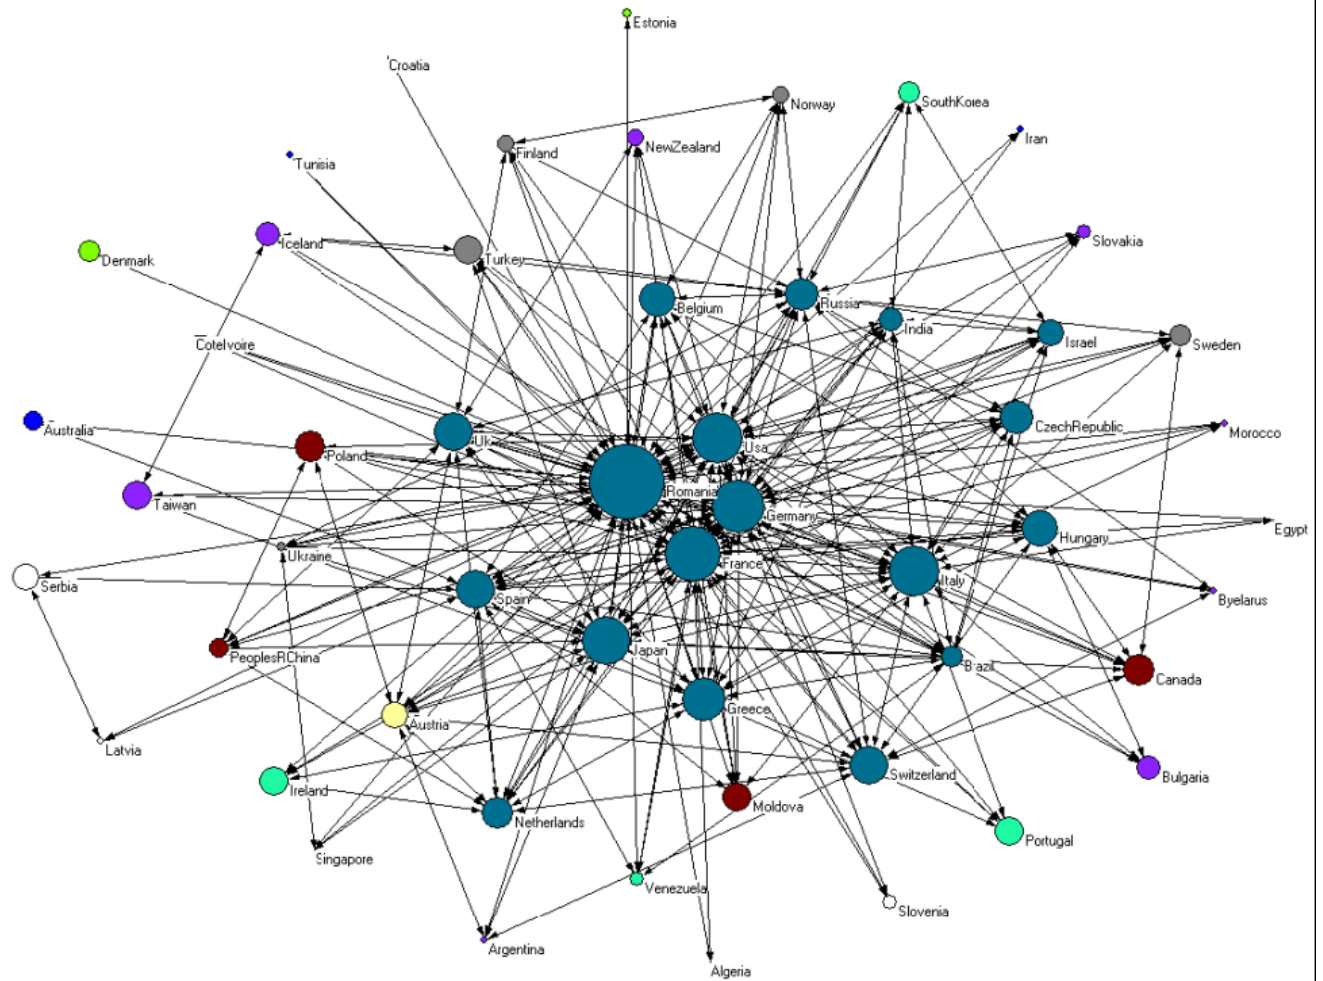 Estonia
Croatia
Norway
SouthKorea
Iran
Finland
NewZealand
Tunisia
Iceland
Turkey
Slovakia
Denmark
Belgium
Russia
India
Israel
Sweden
CoteIvoire
Australia
Poland
Uk
Usa
CzechRepublic
Morocco
Taiwan
Romania
Germany
Egypt
Ukraine
France
Hungary
Italy
Serbia
Spain
Byelarus
PeoplesRChina
Japan
Brazil
Canada
Latvia
Austria
Greece
Ireland
Switzerland
Bulgaria
Netherlands
Moldova
Portugal
Singapore
Venezuela
Slovenia
Argentina
Algeria